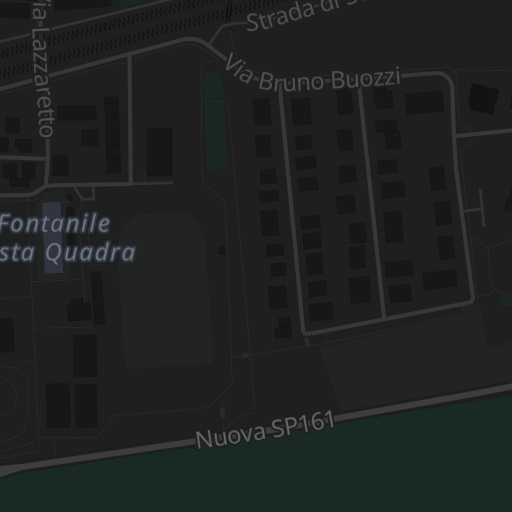 Strada di S
Via Lazzaretto
Via Bruno Buozzi
Fontanile
sta Quadra
Nuova SP161